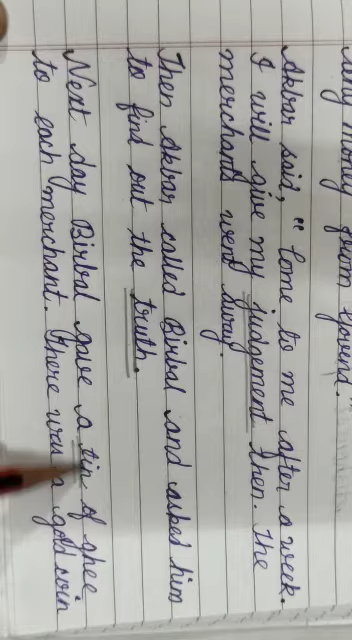 any money from Govind."
Akbar said, "Come to me after a week.
I will give my judgement then. The
merchant went away.
Then Akbar called Birbal and asked him
to find out the truth.
Next day Birbal gave a tin of ghee
to each merchant. There was a gold coin